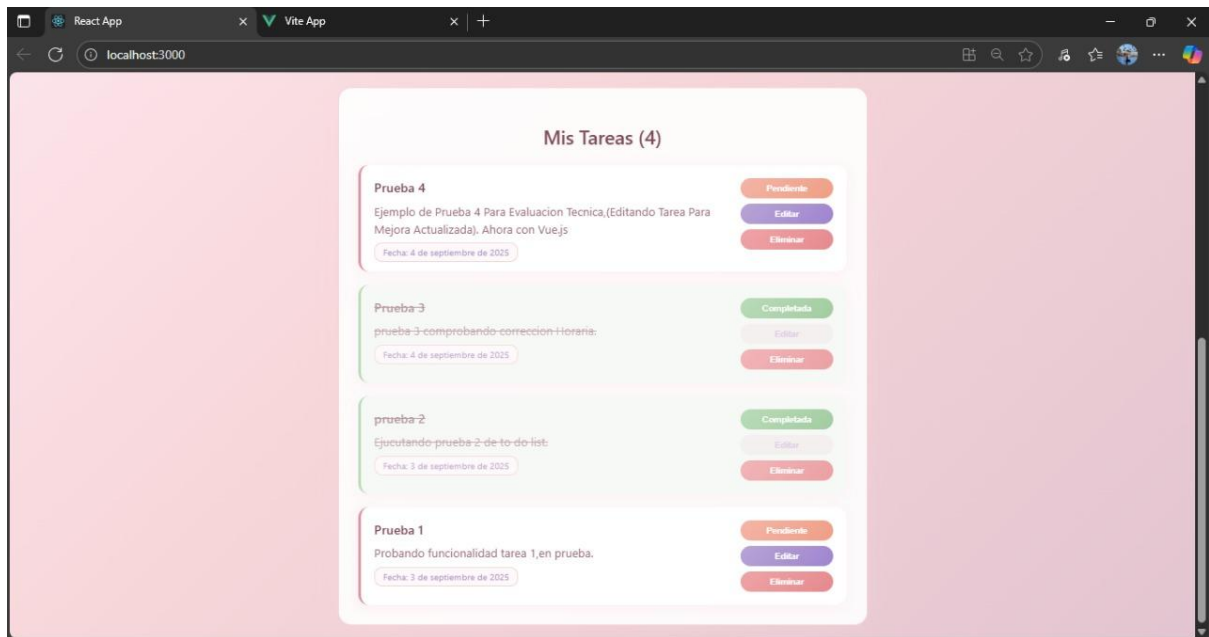 React App
Vite App
localhost:3000
Mis Tareas (4)
Prueba 4
Pendiente
Ejemplo de Prueba 4 Para Evaluacion Tecnica,(Editando Tarea Para
Mejora Actualizada). Ahora con Vue.js
Editar
Eliminar
Fecha: 4 de septiembre de 2025
Prueba 3
Completada
prueba 3 comprobando correccion Horaria.
Editar
Fecha: 4 de septiembre de 2025
Eliminar
prueba 2
Completada
Ejucutando prueba 2 de to do list.
Editar
Fecha: 3 de septiembre de 2025
Eliminar
Prueba 1
Pendiente
Probando funcionalidad tarea 1,en prueba.
Editar
Fecha: 3 de septiembre de 2025
Eliminar